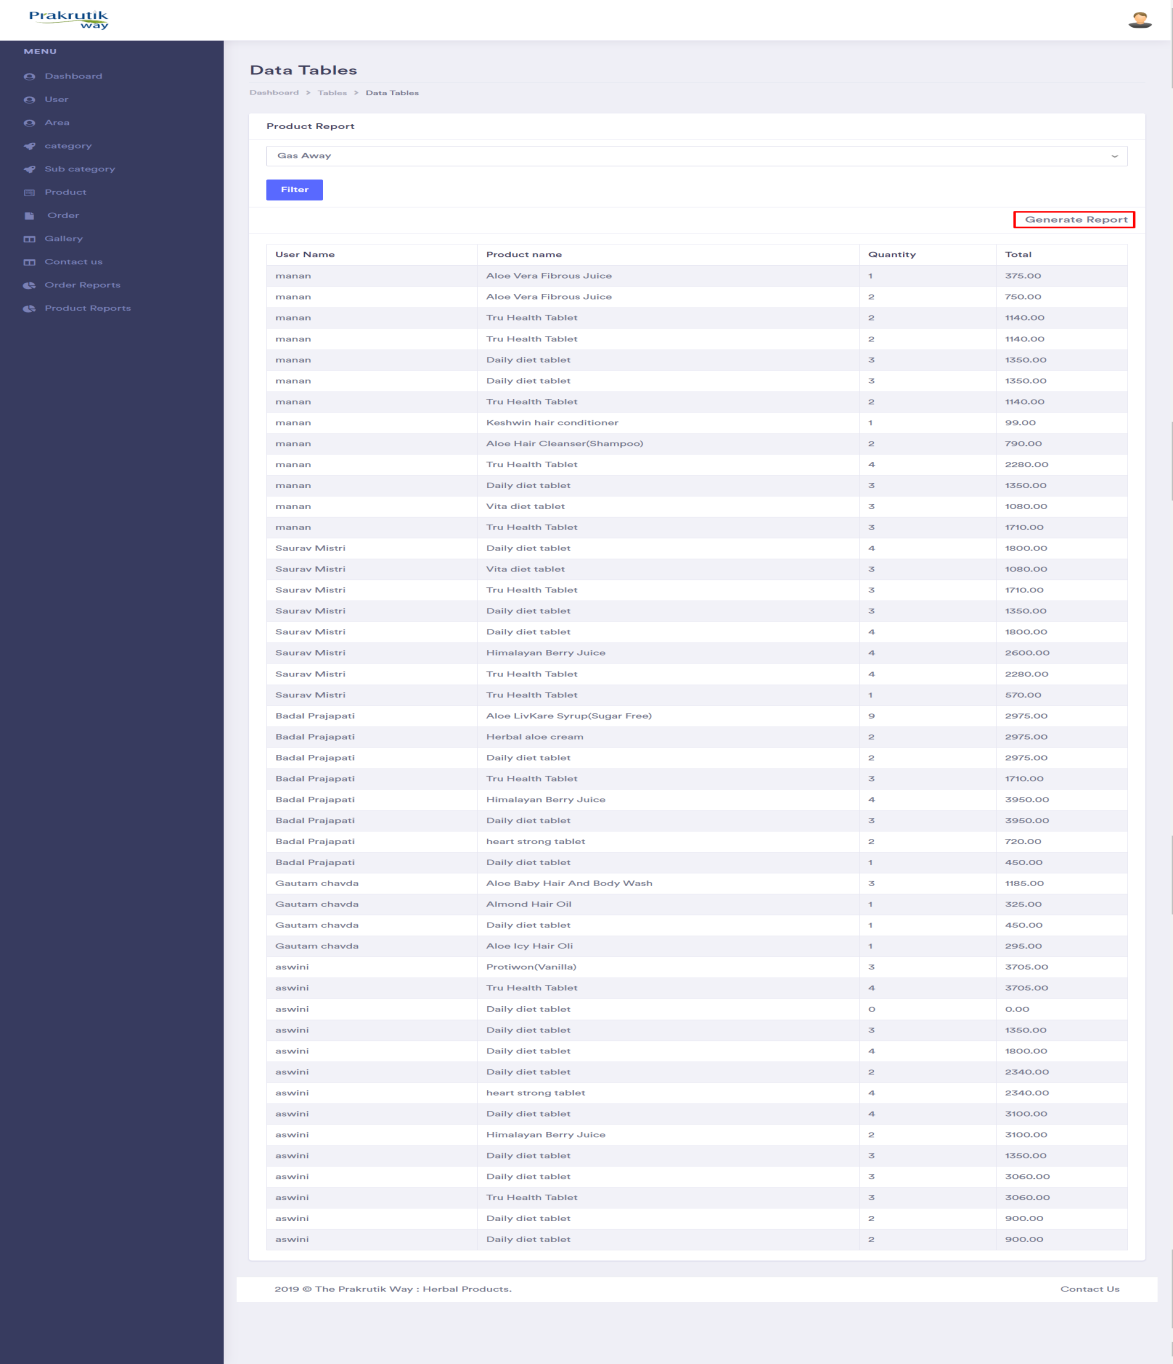 Prakrutik
way
MENU
Dashboard
User
Area
category
Sub category
Product
Order
Gallery
Contact us
Order Reports
Product Reports
Data Tables
Dashboard > Tables > Data Tables
Product Report
Gas Away
Filter
Generate Report
User Name Product name Quantity Total
manan Aloe Vera Fibrous Juice 1 375.00
manan Aloe Vera Fibrous Juice 2 750.00
manan Tru Health Tablet 2 1140.00
manan Tru Health Tablet 2 1140.00
manan Daily diet tablet 3 1350.00
manan Daily diet tablet 3 1350.00
manan Tru Health Tablet 2 1140.00
manan Keshwin hair conditioner 1 99.00
manan Aloe Hair Cleanser(Shampoo) 2 790.00
manan Tru Health Tablet 4 2280.00
manan Daily diet tablet 3 1350.00
manan Vita diet tablet 3 1080.00
manan Tru Health Tablet 3 1710.00
Saurav Mistri Daily diet tablet 4 1800.00
Saurav Mistri Vita diet tablet 3 1080.00
Saurav Mistri Tru Health Tablet 3 1710.00
Saurav Mistri Daily diet tablet 3 1350.00
Saurav Mistri Daily diet tablet 4 1800.00
Saurav Mistri Himalayan Berry Juice 4 2600.00
Saurav Mistri Tru Health Tablet 4 2280.00
Saurav Mistri Tru Health Tablet 1 570.00
Badal Prajapati Aloe LivKare Syrup(Sugar Free) 9 2975.00
Badal Prajapati Herbal aloe cream 2 2975.00
Badal Prajapati Daily diet tablet 2 2975.00
Badal Prajapati Tru Health Tablet 3 1710.00
Badal Prajapati Himalayan Berry Juice 4 3950.00
Badal Prajapati Daily diet tablet 3 3950.00
Badal Prajapati heart strong tablet 2 720.00
Badal Prajapati Daily diet tablet 1 450.00
Gautam chavda Aloe Baby Hair And Body Wash 3 1185.00
Gautam chavda Almond Hair Oil 1 325.00
Gautam chavda Daily diet tablet 1 450.00
Gautam chavda Aloe Icy Hair Oli 1 295.00
aswini Protiwon(Vanilla) 3 3705.00
aswini Tru Health Tablet 4 3705.00
aswini Daily diet tablet 0 0.00
aswini Daily diet tablet 3 1350.00
aswini Daily diet tablet 4 1800.00
aswini Daily diet tablet 2 2340.00
aswini heart strong tablet 4 2340.00
aswini Daily diet tablet 4 3100.00
aswini Himalayan Berry Juice 2 3100.00
aswini Daily diet tablet 3 1350.00
aswini Daily diet tablet 3 3060.00
aswini Tru Health Tablet 3 3060.00
aswini Daily diet tablet 2 900.00
aswini Daily diet tablet 2 900.00
2019 © The Prakrutik Way : Herbal Products. Contact Us